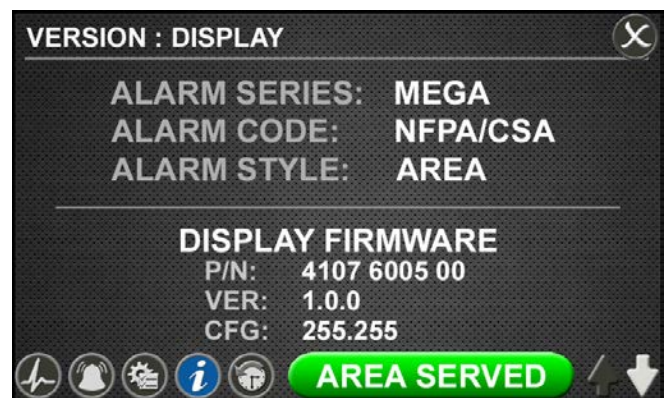 VERSION : DISPLAY
ALARM SERIES: MEGA
ALARM CODE: NFPA/CSA
ALARM STYLE: AREA
DISPLAY FIRMWARE
P/N: 4107 6005 00
VER: 1.0.0
CFG: 255.255
i AREA SERVED